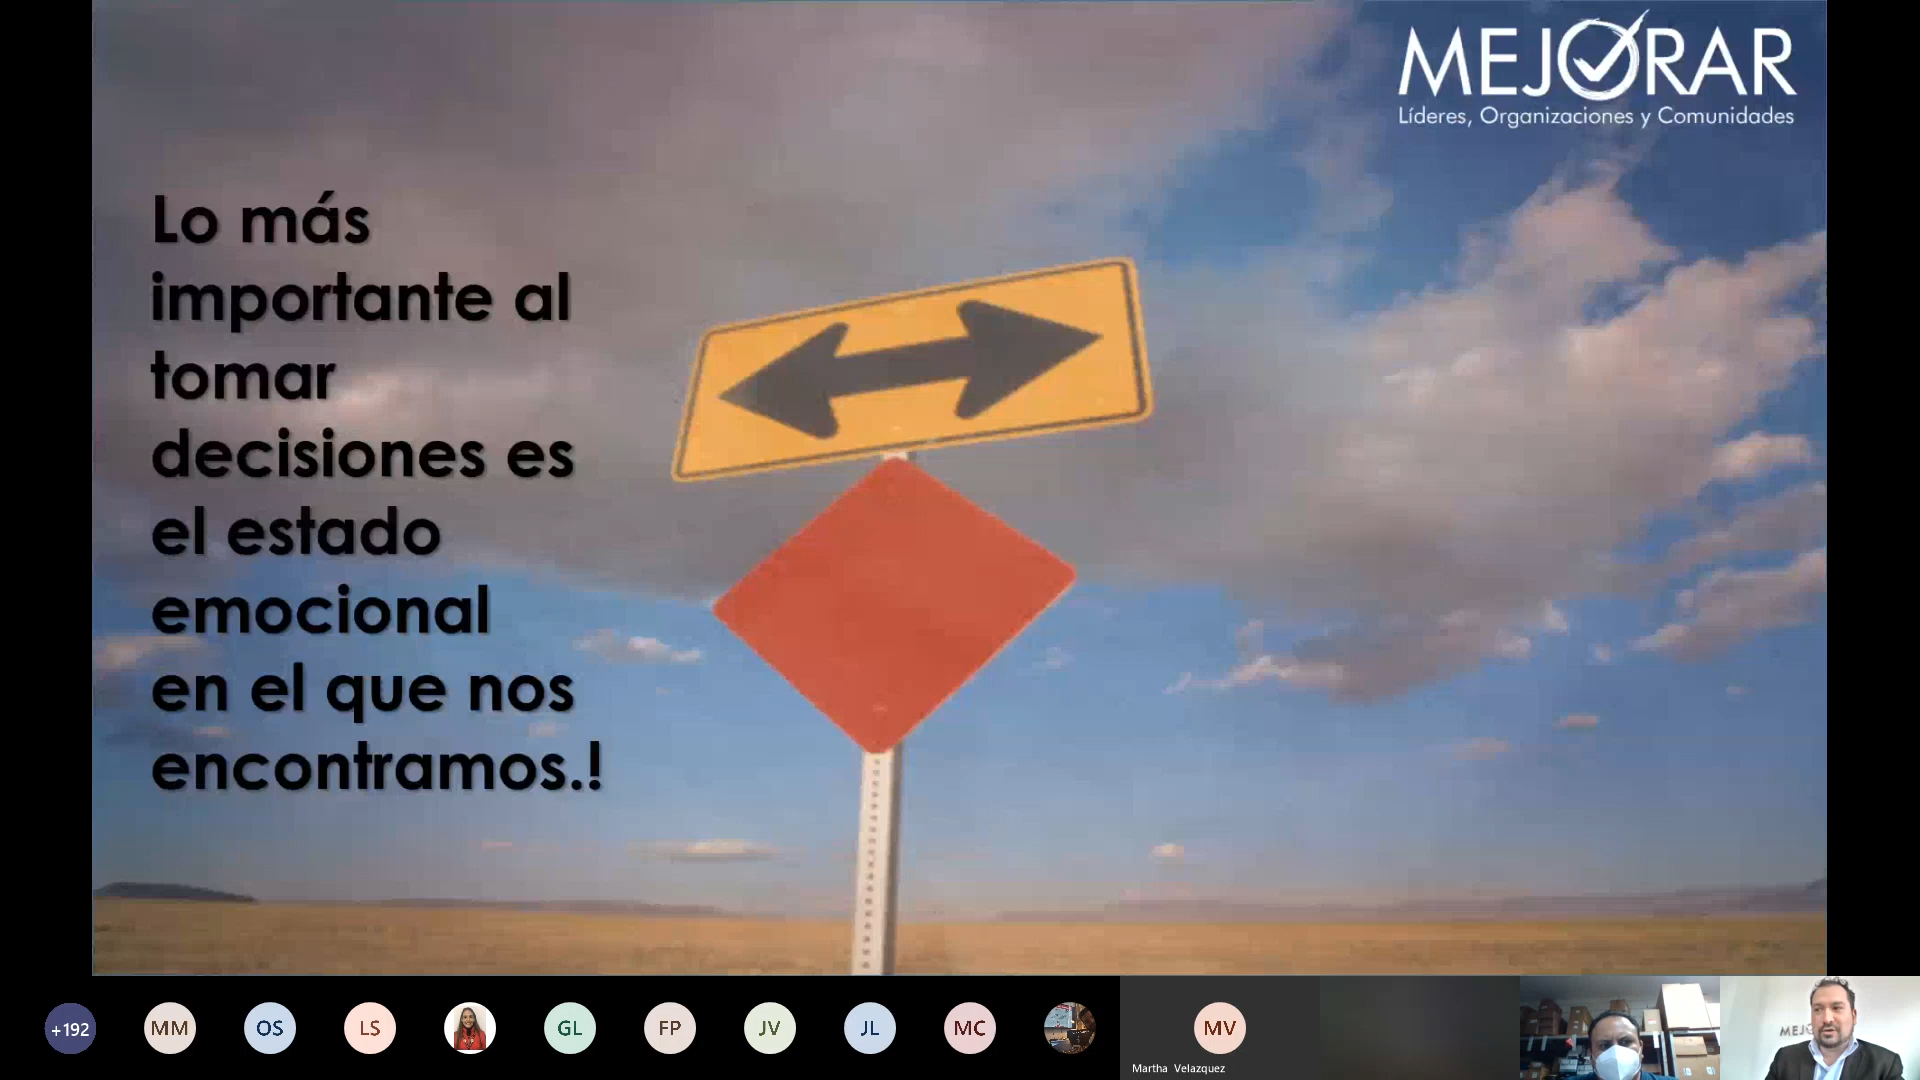 MEJORAR
Líderes, Organizaciones y Comunidades
Lo más
importante al
tomar
decisiones es
el estado
emocional
en el que nos
encontramos.!
+192
MM
OS
LS
GL
FP
JV
JL
MC
MV
Martha Velazquez